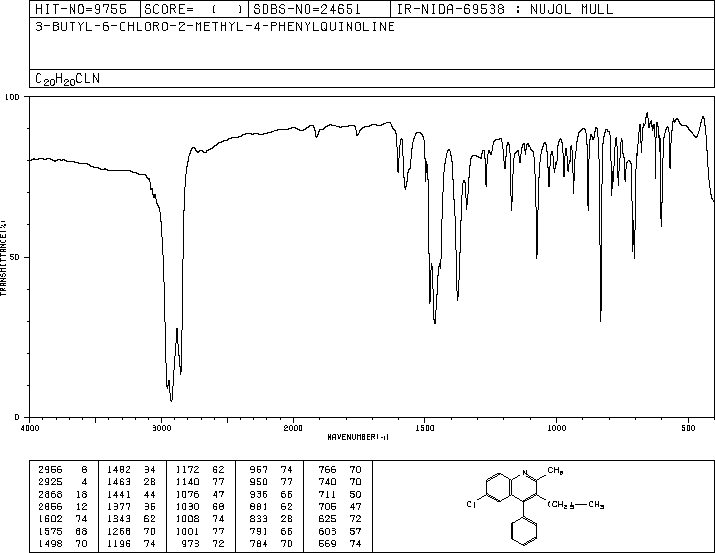 HIT-NO=9755 SCORE= ( ) SDBS-NO=24651 IR-NIDA-69538 : NUJOL MULL
3-BUTYL-6-CHLORO-2-METHYL-4-PHENYLQUINOLINE
C20H20CLN
100
50
0
TRANSMITTANCE(%)
4000 3000 2000 1500 1000 500
WAVENUMBER(-1)
2956 6 1482 34 1172 62 967 74 766 70
2925 4 1463 28 1140 77 950 77 740 70
2868 18 1441 44 1076 47 936 66 711 50
2856 12 1377 36 1030 68 881 62 705 47
1602 74 1343 62 1008 74 833 28 625 72
1575 68 1268 70 1001 77 791 66 603 57
1498 70 1196 74 973 72 784 70 569 74
N
CH3
Cl
(CH2)3—CH3